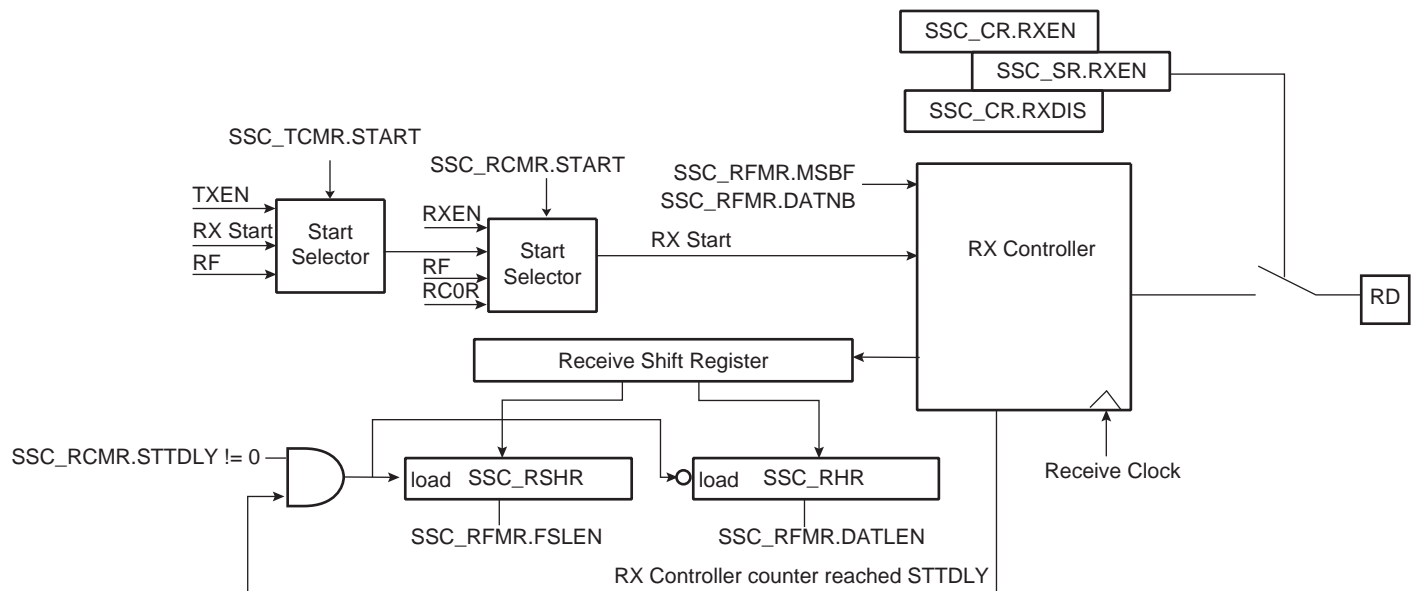 SSC_CR.RXEN
SSC_SR.RXEN
SSC_CR.RXDIS
SSC_TCMR.START
SSC_RCMR.START
SSC_RFMR.MSBF
SSC_RFMR.DATNB
TXEN
RX Start
RF
Start
Selector
RXEN
RF
RC0R
Start
Selector
RX Start
RX Controller
RD
Receive Shift Register
SSC_RCMR.STTDLY != 0
load SSC_RSHR
load SSC_RHR
Receive Clock
SSC_RFMR.FSLEN
SSC_RFMR.DATLEN
RX Controller counter reached STTDLY